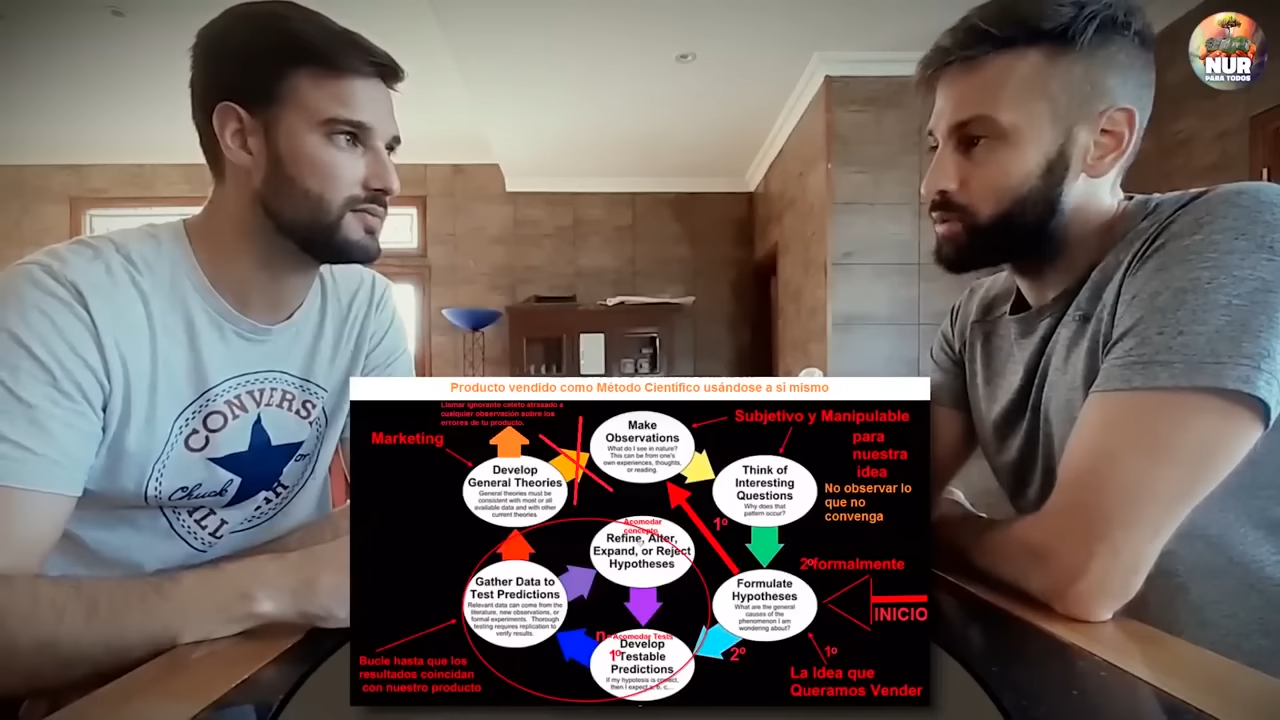 NUR
PARA TODOS
CONVERS
Chuck
Producto vendido como Método Científico usándose a si mismo
Llamar ignorante cateto atrasado a
cualquier observación sobre los
errores de tu producto.
Marketing
Make
Observations
What do I see in nature?
This can be from one's
own experiences, thoughts,
or reading.
Subjetivo y Manipulable
para
nuestra
idea
Think of
Interesting
Questions
Why does that
pattern occur?
No observar lo
que no
convenga
Develop
General Theories
General theories must be
consistent with most or all
available data and with other
current theories
Acomodar
concepto
Refine, Alter,
Expand, or Reject
Hypotheses
1º
2º formalmente
INICIO
Formulate
Hypotheses
What are the general
causes of the
phenomenon I am
wondering about?
Gather Data to
Test Predictions
Relevant data can come from the
literature, new observations, or
formal experiments. Thorough
testing requires replication to
verify results.
Acomodar Tests
1º
Develop
Testable
Predictions
If my hypotesis is correct,
then I expect a, b, c,...
2º
1º
La Idea que
Queramos Vender
Bucle hasta que los
resultados coincidan
con nuestro producto